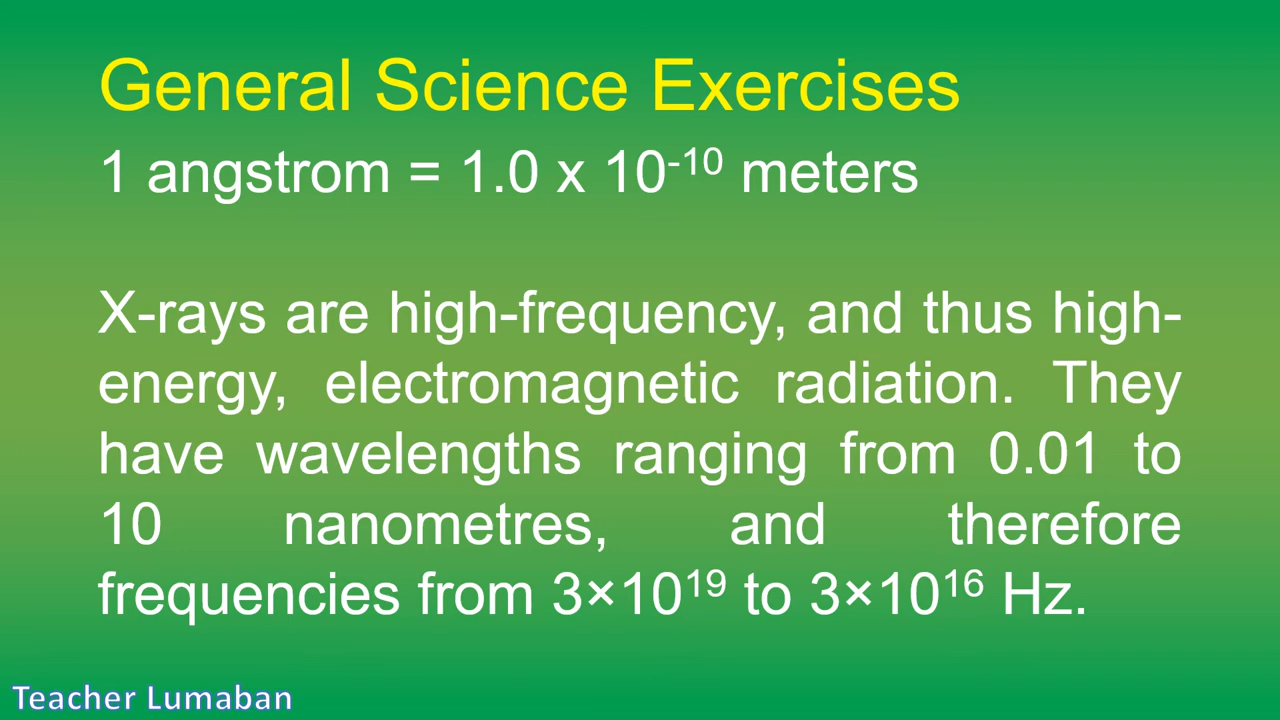 General Science Exercises
1 angstrom = 1.0 x 10⁻¹⁰ meters
X-rays are high-frequency, and thus high-
energy, electromagnetic radiation. They
have wavelengths ranging from 0.01 to
10 nanometres, and therefore
frequencies from 3×10¹⁹ to 3×10¹⁶ Hz.
Teacher Lumaban